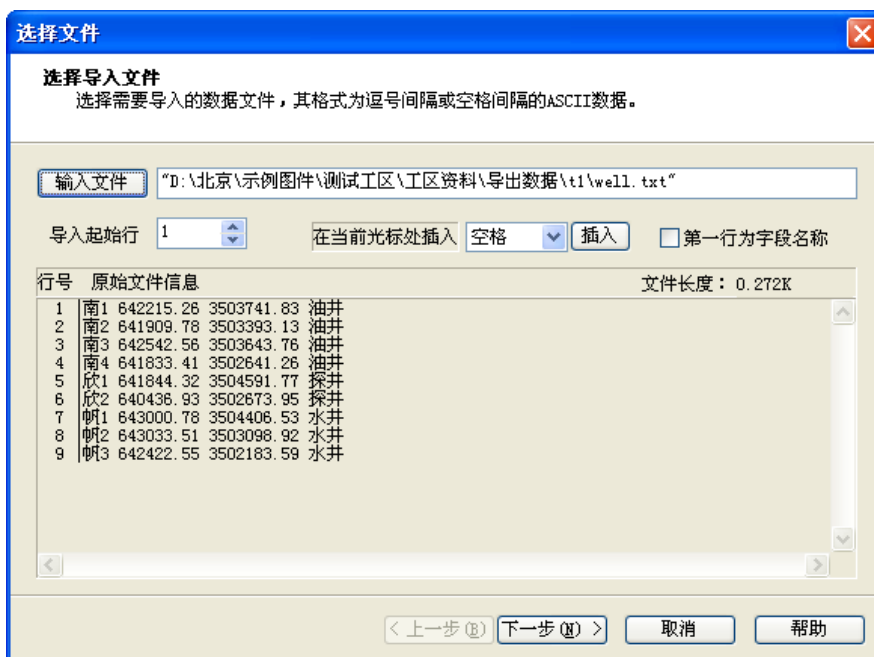 选择文件
选择导入文件
选择需要导入的数据文件，其格式为逗号间隔或空格间隔的ASCII数据。
输入文件 "D:\北京\示例图件\测试工区\工区资料\导出数据\t1\well.txt"
导入起始行 1 在当前光标处插入 空格 插入 第一行为字段名称
行号 原始文件信息 文件长度：0.272K
1 南1 642215.26 3503741.83 油井
2 南2 641909.78 3503393.13 油井
3 南3 642542.56 3503643.76 油井
4 南4 641833.41 3502641.26 油井
5 欣1 641844.32 3504591.77 探井
6 欣2 640436.93 3502673.95 探井
7 帆1 643000.78 3504406.53 水井
8 帆2 643033.51 3503098.92 水井
9 帆3 642422.55 3502183.59 水井
< 上一步(B) 下一步(N) > 取消 帮助